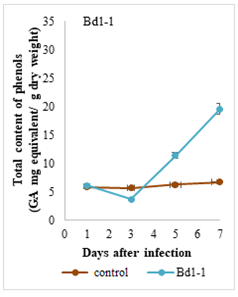 Bd1-1
Total content of phenols
(GA mg equivalent/ g dry weight)
35
30
25
20
15
10
5
0
0 1 2 3 4 5 6 7
Days after infection
control Bd1-1